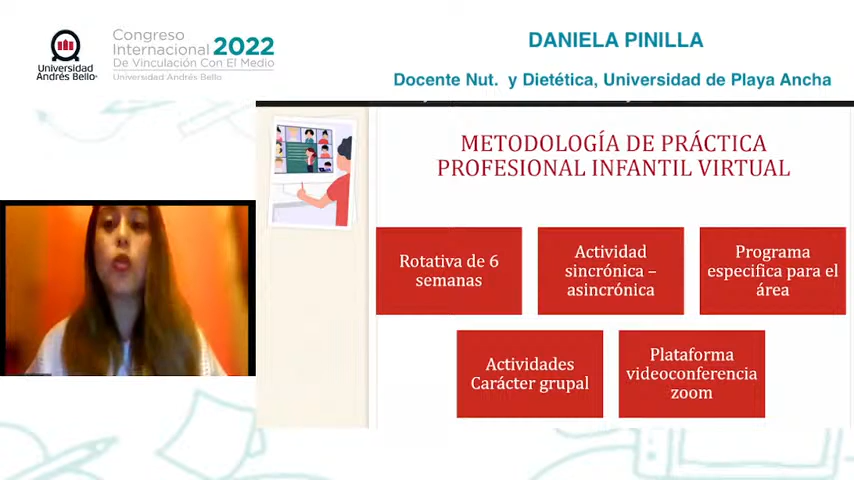 Universidad
Andrés Bello
Congreso
Internacional 2022
De Vinculación Con El Medio
Universidad Andrés Bello
DANIELA PINILLA
Docente Nut. y Dietética, Universidad de Playa Ancha
METODOLOGÍA DE PRÁCTICA
PROFESIONAL INFANTIL VIRTUAL
Rotativa de 6
semanas
Actividad
sincrónica –
asincrónica
Programa
especifica para el
área
Actividades
Carácter grupal
Plataforma
videoconferencia
zoom